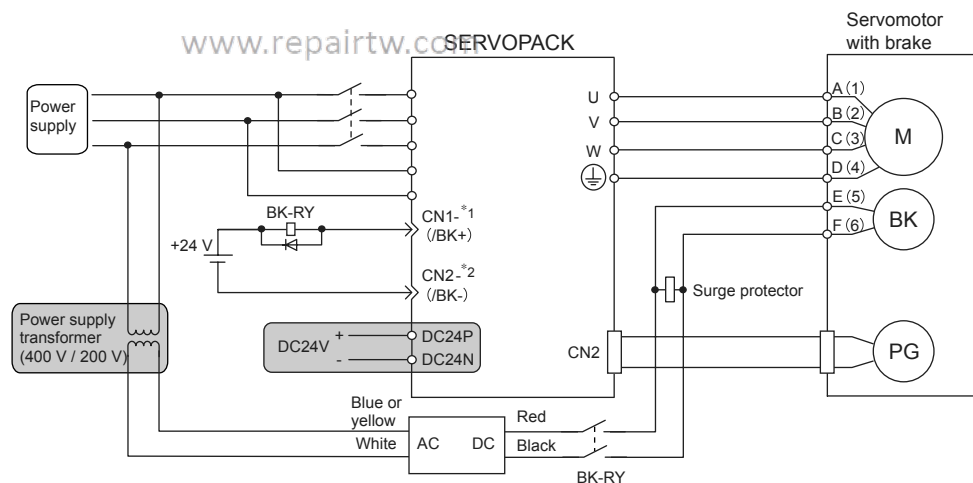 www.repairtw.com
SERVOPACK
Servomotor
with brake
Power
supply
U
V
W
A (1)
B (2)
C (3)
D (4)
M
E (5)
F (6)
BK
BK-RY
+24 V
CN1-*1
(/BK+)
CN2-*2
(/BK-)
Surge protector
Power supply
transformer
(400 V / 200 V)
DC24V
+
-
DC24P
DC24N
CN2
PG
Blue or
yellow
White
AC
DC
Red
Black
BK-RY